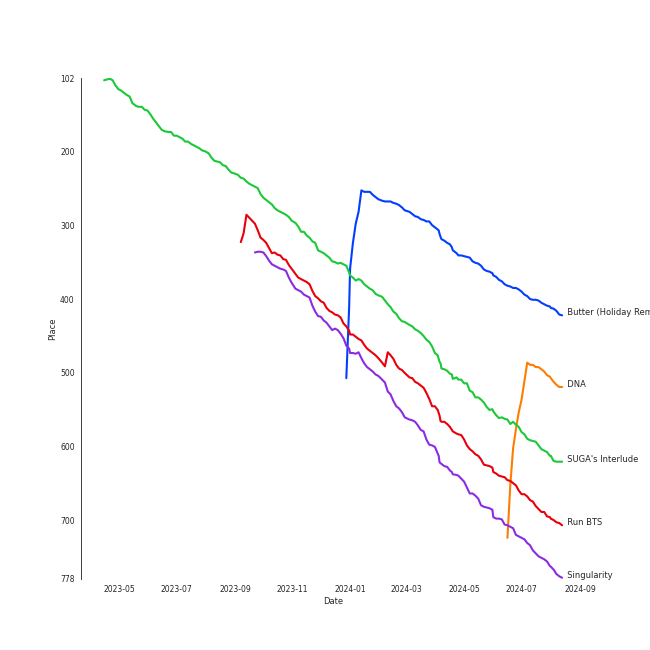 102
200
300
400
500
600
700
778
Place
2023-05
2023-07
2023-09
2023-11
2024-01
2024-03
2024-05
2024-07
2024-09
Date
Butter (Holiday Rem
DNA
SUGA's Interlude
Run BTS
Singularity